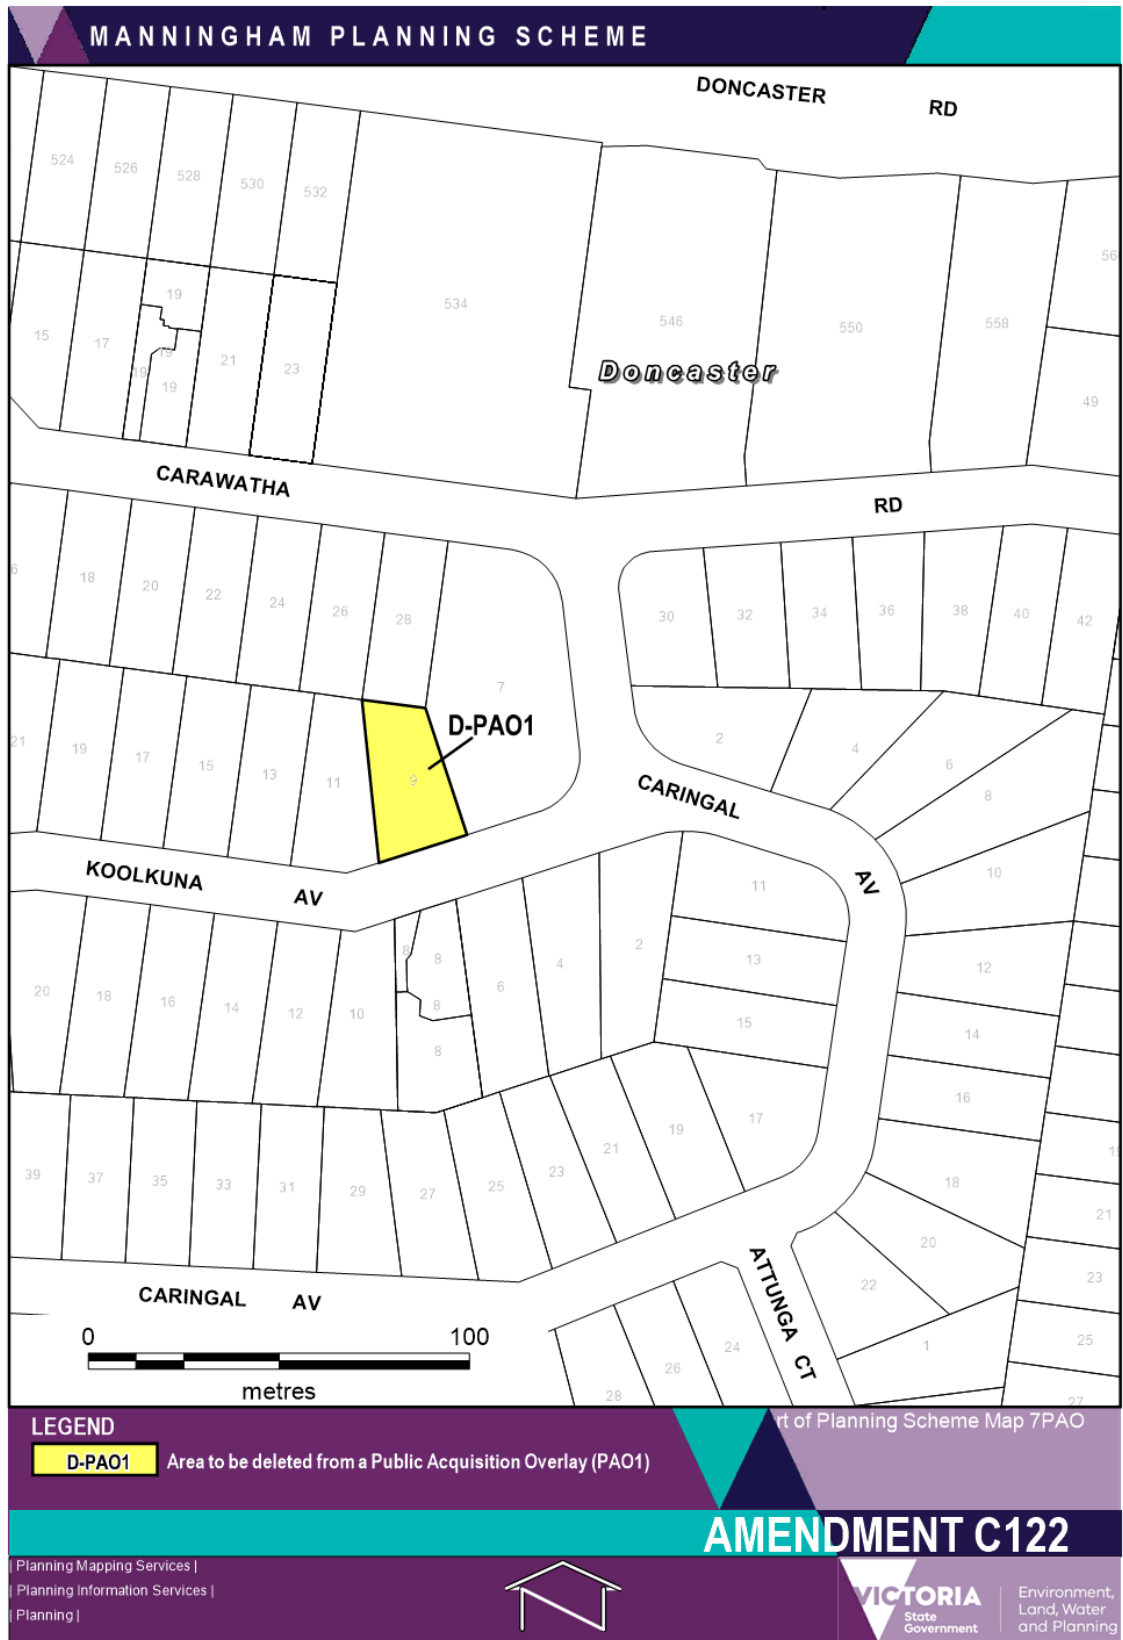 MANNINGHAM PLANNING SCHEME
DONCASTER RD
524 526 528 530 532
534 546 550 558
15 17 19 19 19 19 21 23
49
Doncaster
CARAWATHA RD
18 20 22 24 26 28
30 32 34 36 38 40 42
7
D-PAO1
21 19 17 15 13 11 9
2 4 6 8
CARINGAL AV
KOOLKUNA AV
10
11
8 8 8 8 6 4 2
13 12
20 18 16 14 12 10
15 14
16
17 19 21 23 25 27 29 31 33 35 37 39
18
20 21
22 23
ATTUNGA CT
CARINGAL AV
0 100
metres
24 26 28
1 25
27
LEGEND
D-PAO1 Area to be deleted from a Public Acquisition Overlay (PAO1)
rt of Planning Scheme Map 7PAO
AMENDMENT C122
| Planning Mapping Services |
| Planning Information Services |
| Planning |
VICTORIA
State
Government
Environment,
Land, Water
and Planning